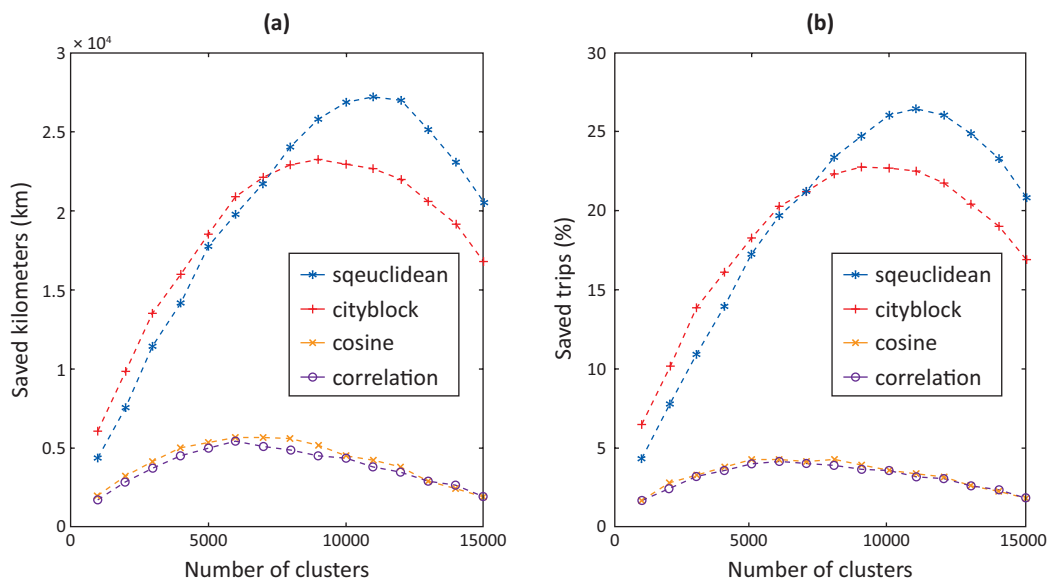 (a)
× 10⁴
3
2.5
2
1.5
1
0.5
0
0
5000
10000
15000
Saved kilometers (km)
Number of clusters
sqeuclidean
cityblock
cosine
correlation
(b)
30
25
20
15
10
5
0
0
5000
10000
15000
Saved trips (%)
Number of clusters
sqeuclidean
cityblock
cosine
correlation